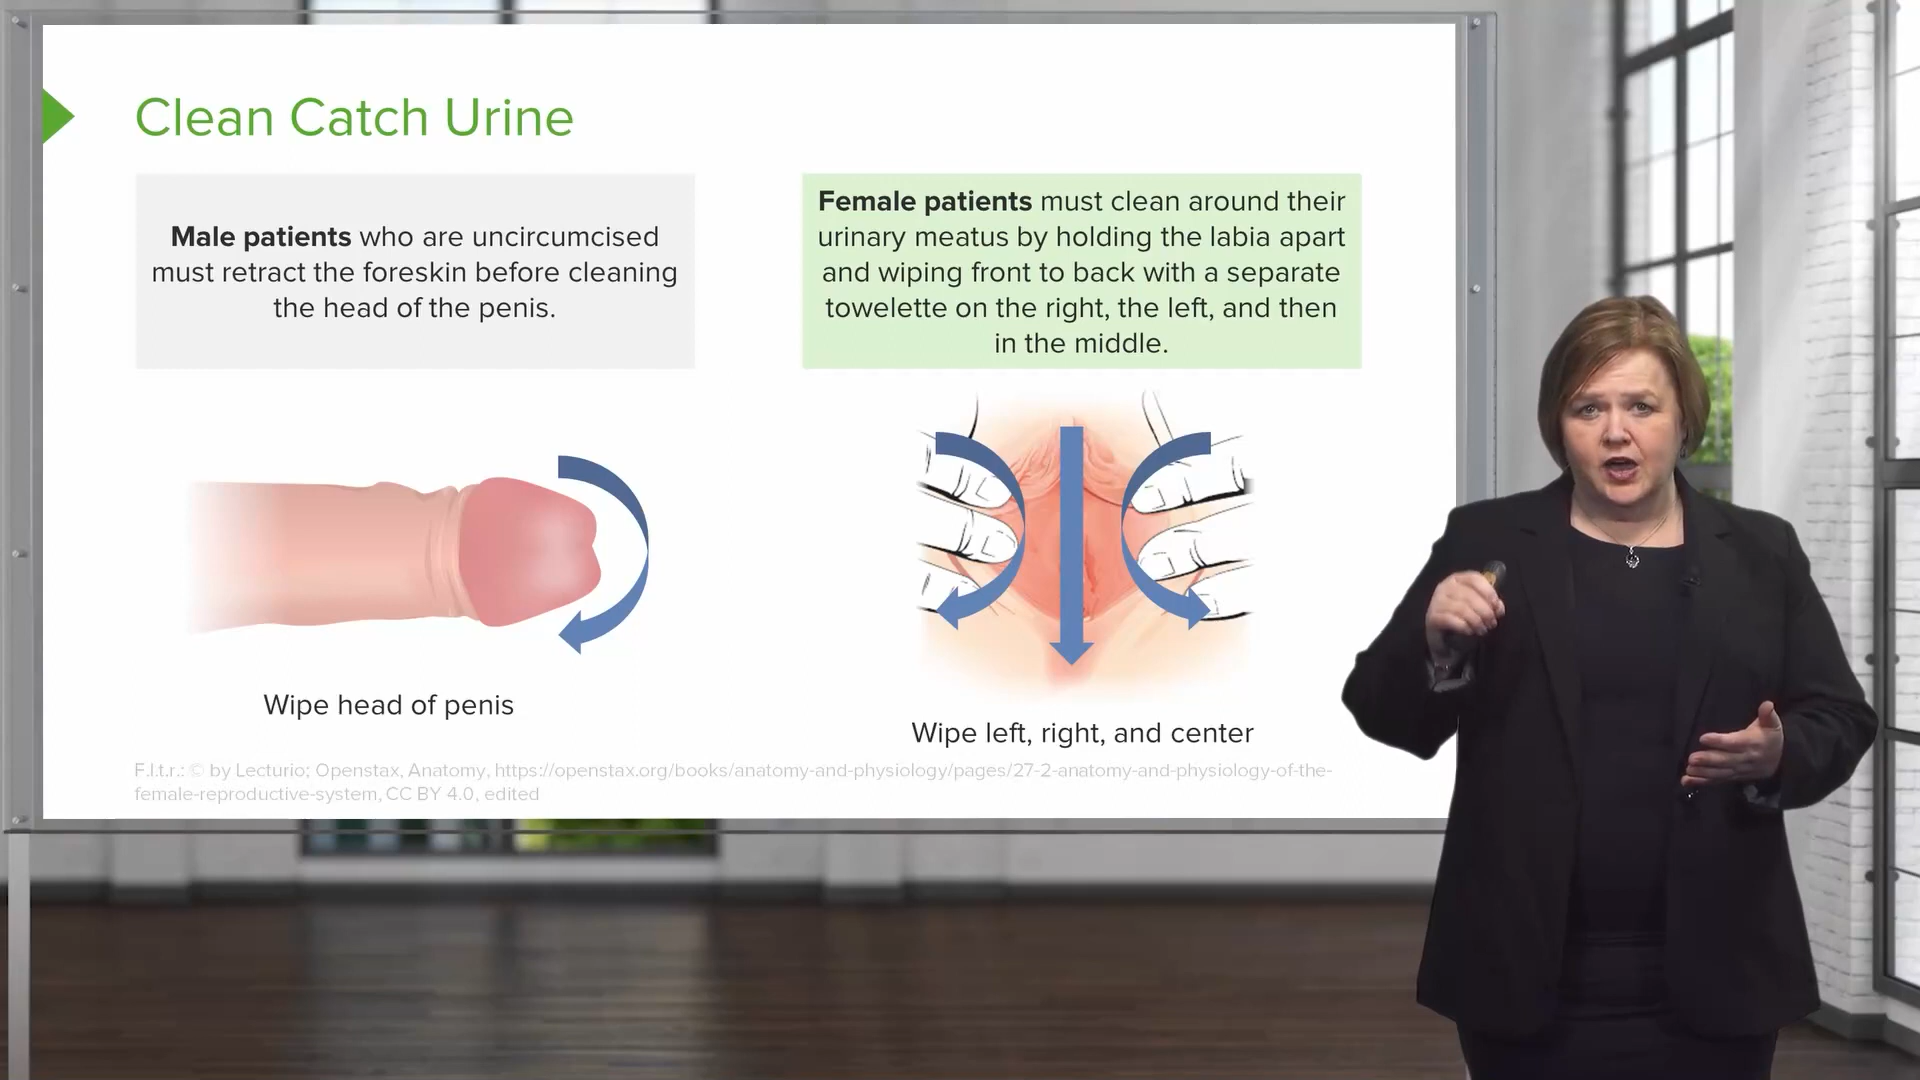 Clean Catch Urine
Male patients who are uncircumcised
must retract the foreskin before cleaning
the head of the penis.
Female patients must clean around their
urinary meatus by holding the labia apart
and wiping front to back with a separate
towelette on the right, the left, and then
in the middle.
Wipe head of penis
Wipe left, right, and center
F.l.t.r.: © by Lecturio; Openstax, Anatomy, https://openstax.org/books/anatomy-and-physiology/pages/27-2-anatomy-and-physiology-of-the-
female-reproductive-system, CC BY 4.0, edited